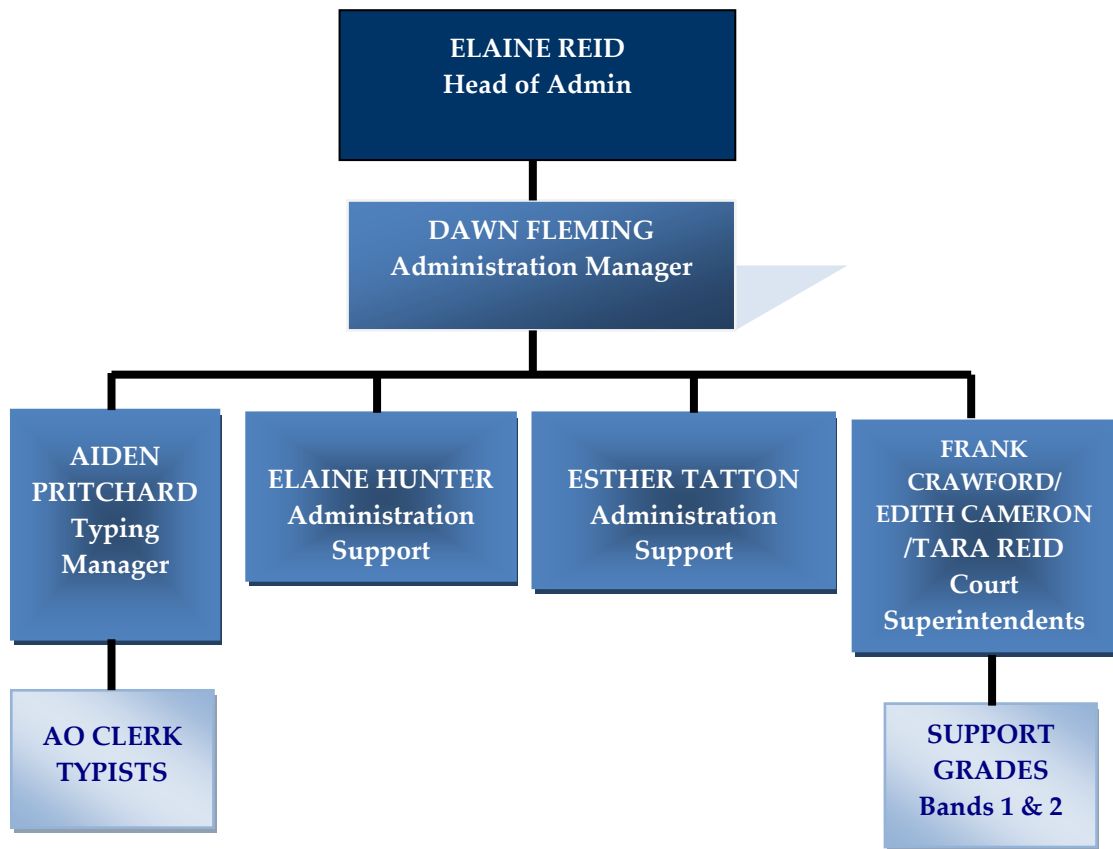 ELAINE REID
Head of Admin
DAWN FLEMING
Administration Manager
AIDEN
PRITCHARD
Typing
Manager
ELAINE HUNTER
Administration
Support
ESTHER TATTON
Administration
Support
FRANK
CRAWFORD/
EDITH CAMERON
/TARA REID
Court
Superintendents
AO CLERK
TYPISTS
SUPPORT
GRADES
Bands 1 & 2